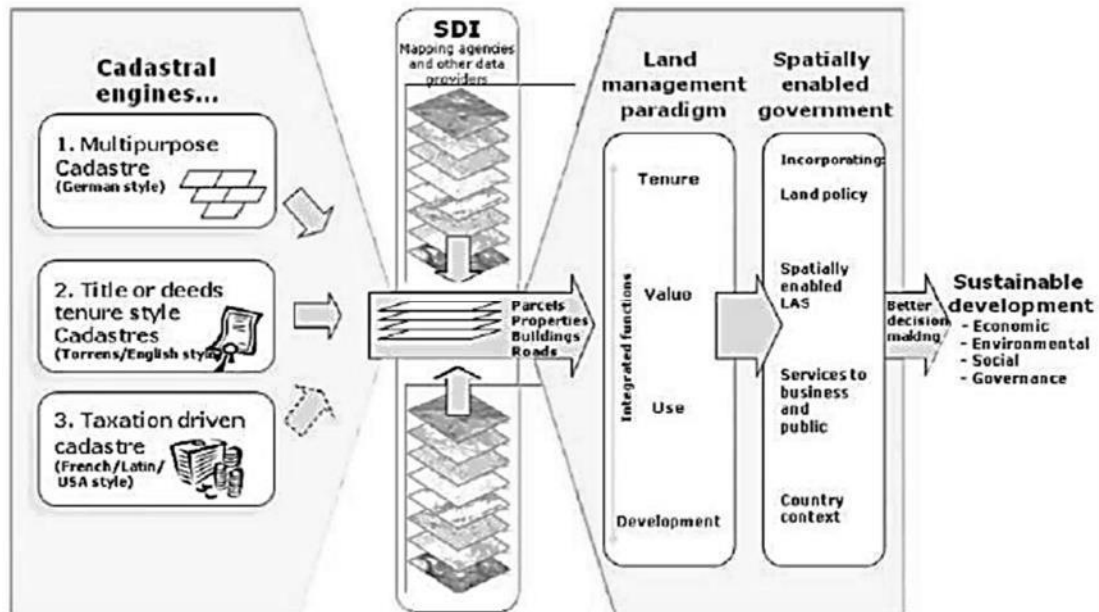 Cadastral
engines...
1. Multipurpose
Cadastre
(German style)
2. Title or deeds
tenure style
Cadastres
(Torrens/English style)
3. Taxation driven
cadastre
(French/Latin/
USA style)
SDI
Mapping agencies
and other data
providers
Parcels
Properties
Buildings
Roads
Land
management
paradigm
Integrated functions
Tenure
Value
Use
Development
Spatially
enabled
government
Incorporating:
Land policy
Spatially
enabled
LAS
Services to
business
and
public
Country
context
Better
decision
making
Sustainable
development
- Economic
- Environmental
- Social
- Governance